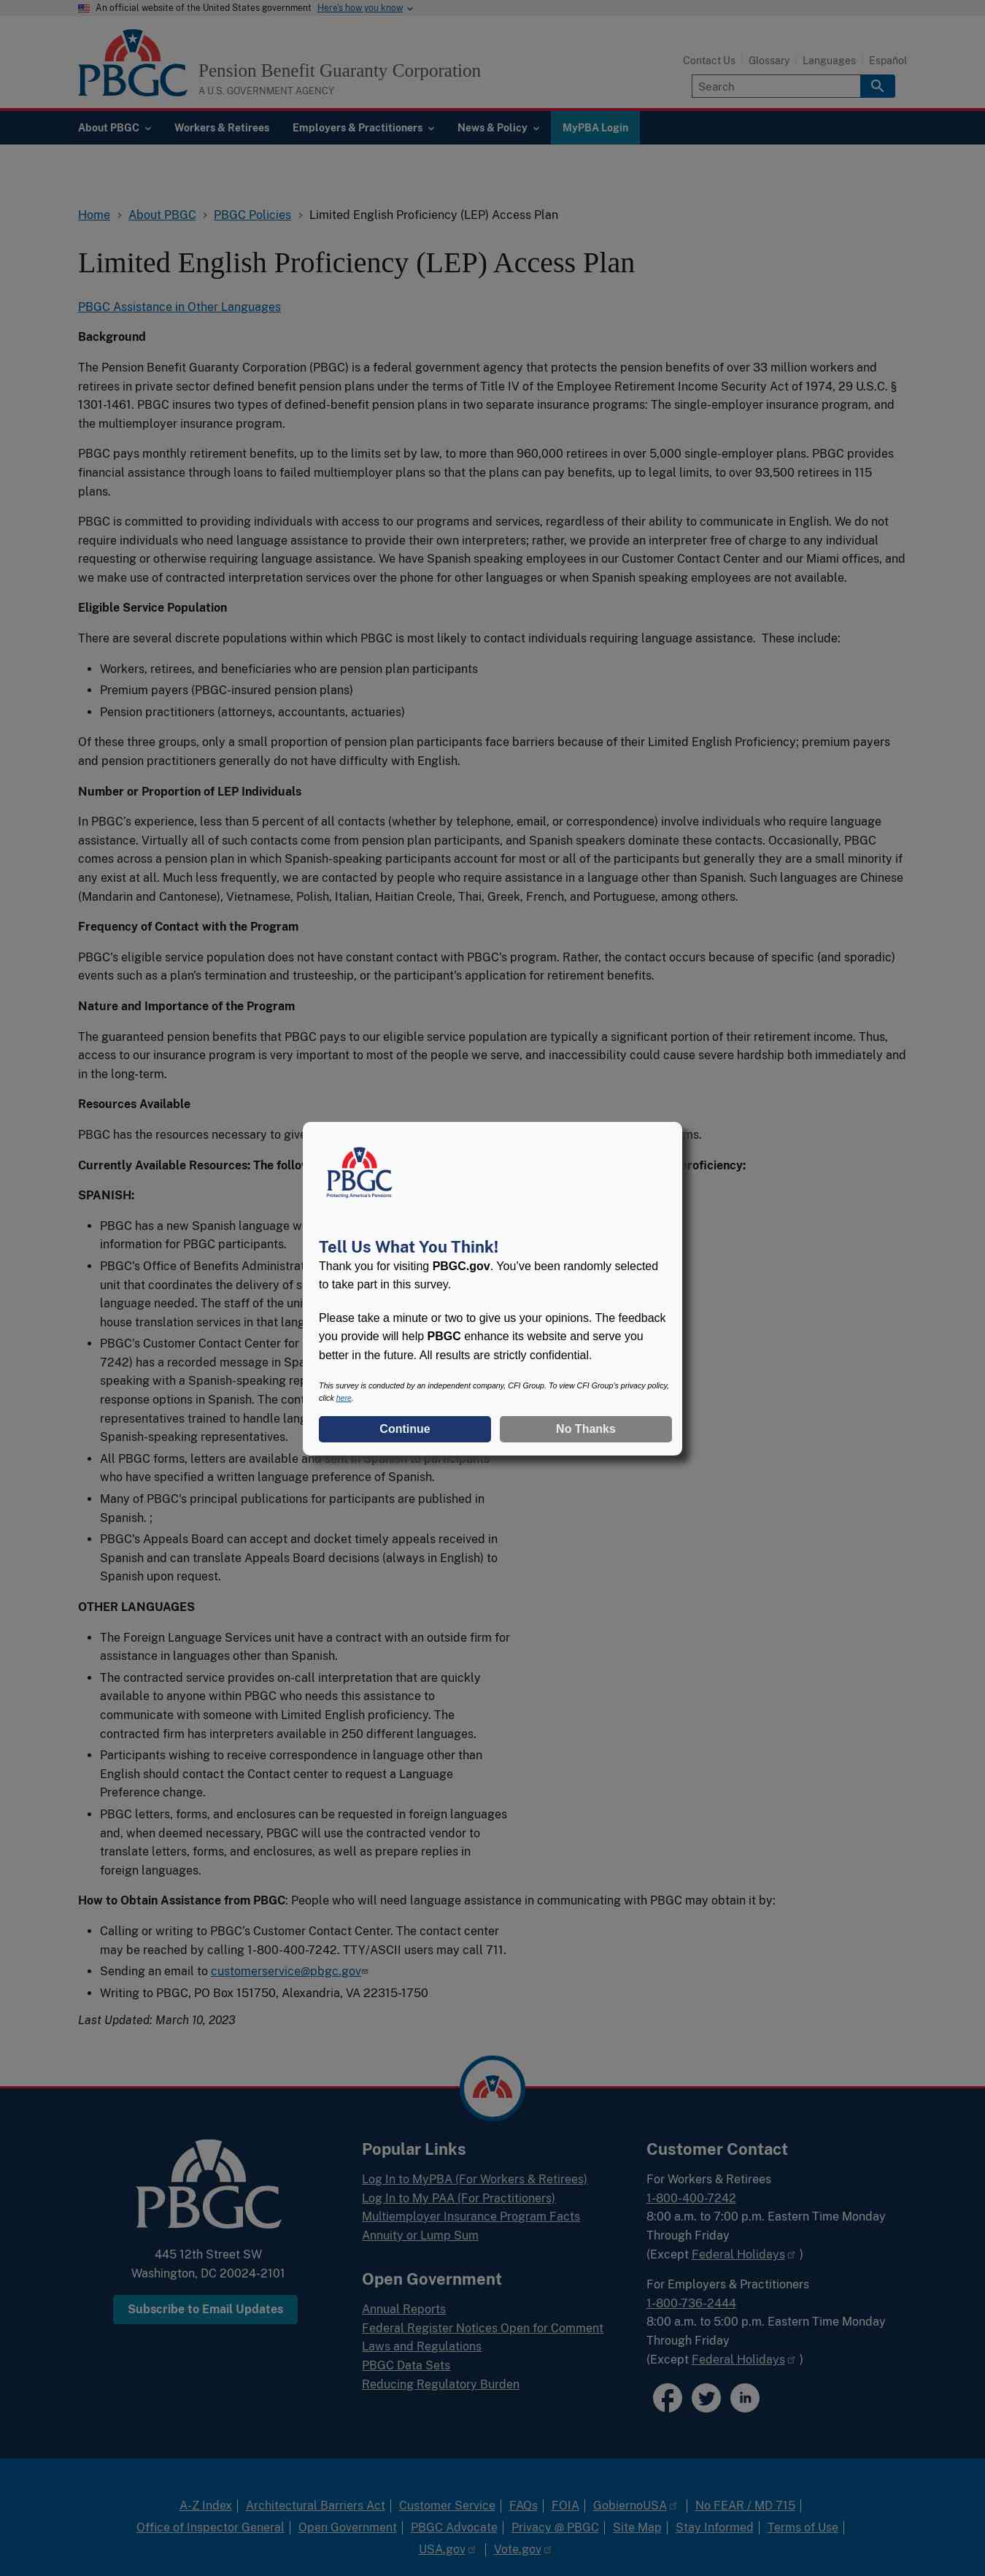 An official website of the United States government Here's how you know
PBGC
Pension Benefit Guaranty Corporation
A U.S. GOVERNMENT AGENCY
Contact Us Glossary Languages Español
Search
About PBGC Workers & Retirees Employers & Practitioners News & Policy MyPBA Login
Home About PBGC PBGC Policies Limited English Proficiency (LEP) Access Plan
Limited English Proficiency (LEP) Access Plan
PBGC Assistance in Other Languages
Background
The Pension Benefit Guaranty Corporation (PBGC) is a federal government agency that protects the pension benefits of over 33 million workers and
retirees in private sector defined benefit pension plans under the terms of Title IV of the Employee Retirement Income Security Act of 1974, 29 U.S.C. §
1301-1461. PBGC insures two types of defined-benefit pension plans in two separate insurance programs: The single-employer insurance program, and
the multiemployer insurance program.
PBGC pays monthly retirement benefits, up to the limits set by law, to more than 960,000 retirees in over 5,000 single-employer plans. PBGC provides
financial assistance through loans to failed multiemployer plans so that the plans can pay benefits, up to legal limits, to over 93,500 retirees in 115
plans.
PBGC is committed to providing individuals with access to our programs and services, regardless of their ability to communicate in English. We do not
require individuals who need language assistance to provide their own interpreters; rather, we provide an interpreter free of charge to any individual
requesting or otherwise requiring language assistance. We have Spanish speaking employees in our Customer Contact Center and our Miami offices, and
we make use of contracted interpretation services over the phone for other languages or when Spanish speaking employees are not available.
Eligible Service Population
There are several discrete populations within which PBGC is most likely to contact individuals requiring language assistance.  These include:
• Workers, retirees, and beneficiaries who are pension plan participants
• Premium payers (PBGC-insured pension plans)
• Pension practitioners (attorneys, accountants, actuaries)
Of these three groups, only a small proportion of pension plan participants face barriers because of their Limited English Proficiency; premium payers
and pension practitioners generally do not have difficulty with English.
Number or Proportion of LEP Individuals
In PBGC's experience, less than 5 percent of all contacts (whether by telephone, email, or correspondence) involve individuals who require language
assistance. Virtually all of such contacts come from pension plan participants, and Spanish speakers dominate these contacts. Occasionally, PBGC
comes across a pension plan in which Spanish-speaking participants account for most or all of the participants but generally they are a small minority if
any exist at all. Much less frequently, we are contacted by people who require assistance in a language other than Spanish. Such languages are Chinese
(Mandarin and Cantonese), Vietnamese, Polish, Italian, Haitian Creole, Thai, Greek, French, and Portuguese, among others.
Frequency of Contact with the Program
PBGC's eligible service population does not have constant contact with PBGC's program. Rather, the contact occurs because of specific (and sporadic)
events such as a plan's termination and trusteeship, or the participant's application for retirement benefits.
Nature and Importance of the Program
The guaranteed pension benefits that PBGC pays to our eligible service population are typically a significant portion of their retirement income. Thus,
access to our insurance program is very important to most of the people we serve, and inaccessibility could cause severe hardship both immediately and
in the long-term.
Resources Available
PBGC has the resources necessary to giv
Currently Available Resources: The follo
SPANISH:
• PBGC has a new Spanish language w
information for PBGC participants.
• PBGC's Office of Benefits Administrat
unit that coordinates the delivery of s
language needed. The staff of the uni
house translation services in that lang
• PBGC's Customer Contact Center for
7242) has a recorded message in Spa
speaking with a Spanish-speaking rep
response options in Spanish. The cont
representatives trained to handle lang
Spanish-speaking representatives.
• All PBGC forms, letters are available and sent in Spanish to participants
who have specified a written language preference of Spanish.
• Many of PBGC's principal publications for participants are published in
Spanish. ;
• PBGC's Appeals Board can accept and docket timely appeals received in
Spanish and can translate Appeals Board decisions (always in English) to
Spanish upon request.
PBGC
Protecting America's Pensions
Tell Us What You Think!
Thank you for visiting PBGC.gov. You've been randomly selected
to take part in this survey.
Please take a minute or two to give us your opinions. The feedback
you provide will help PBGC enhance its website and serve you
better in the future. All results are strictly confidential.
This survey is conducted by an independent company, CFI Group. To view CFI Group's privacy policy,
click here.
Continue No Thanks
OTHER LANGUAGES
• The Foreign Language Services unit have a contract with an outside firm for
assistance in languages other than Spanish.
• The contracted service provides on-call interpretation that are quickly
available to anyone within PBGC who needs this assistance to
communicate with someone with Limited English proficiency. The
contracted firm has interpreters available in 250 different languages.
• Participants wishing to receive correspondence in language other than
English should contact the Contact center to request a Language
Preference change.
• PBGC letters, forms, and enclosures can be requested in foreign languages
and, when deemed necessary, PBGC will use the contracted vendor to
translate letters, forms, and enclosures, as well as prepare replies in
foreign languages.
How to Obtain Assistance from PBGC: People who will need language assistance in communicating with PBGC may obtain it by:
• Calling or writing to PBGC's Customer Contact Center. The contact center
may be reached by calling 1-800-400-7242. TTY/ASCII users may call 711.
• Sending an email to customerservice@pbgc.gov
• Writing to PBGC, PO Box 151750, Alexandria, VA 22315-1750
Last Updated: March 10, 2023
PBGC
445 12th Street SW
Washington, DC 20024-2101
Subscribe to Email Updates
Popular Links
Log In to MyPBA (For Workers & Retirees)
Log In to My PAA (For Practitioners)
Multiemployer Insurance Program Facts
Annuity or Lump Sum
Open Government
Annual Reports
Federal Register Notices Open for Comment
Laws and Regulations
PBGC Data Sets
Reducing Regulatory Burden
Customer Contact
For Workers & Retirees
1-800-400-7242
8:00 a.m. to 7:00 p.m. Eastern Time Monday
Through Friday
(Except Federal Holidays )
For Employers & Practitioners
1-800-736-2444
8:00 a.m. to 5:00 p.m. Eastern Time Monday
Through Friday
(Except Federal Holidays )
A-Z Index | Architectural Barriers Act | Customer Service | FAQs | FOIA | GobiernoUSA | No FEAR / MD 715 |
Office of Inspector General | Open Government | PBGC Advocate | Privacy @ PBGC | Site Map | Stay Informed | Terms of Use |
USA.gov | Vote.gov